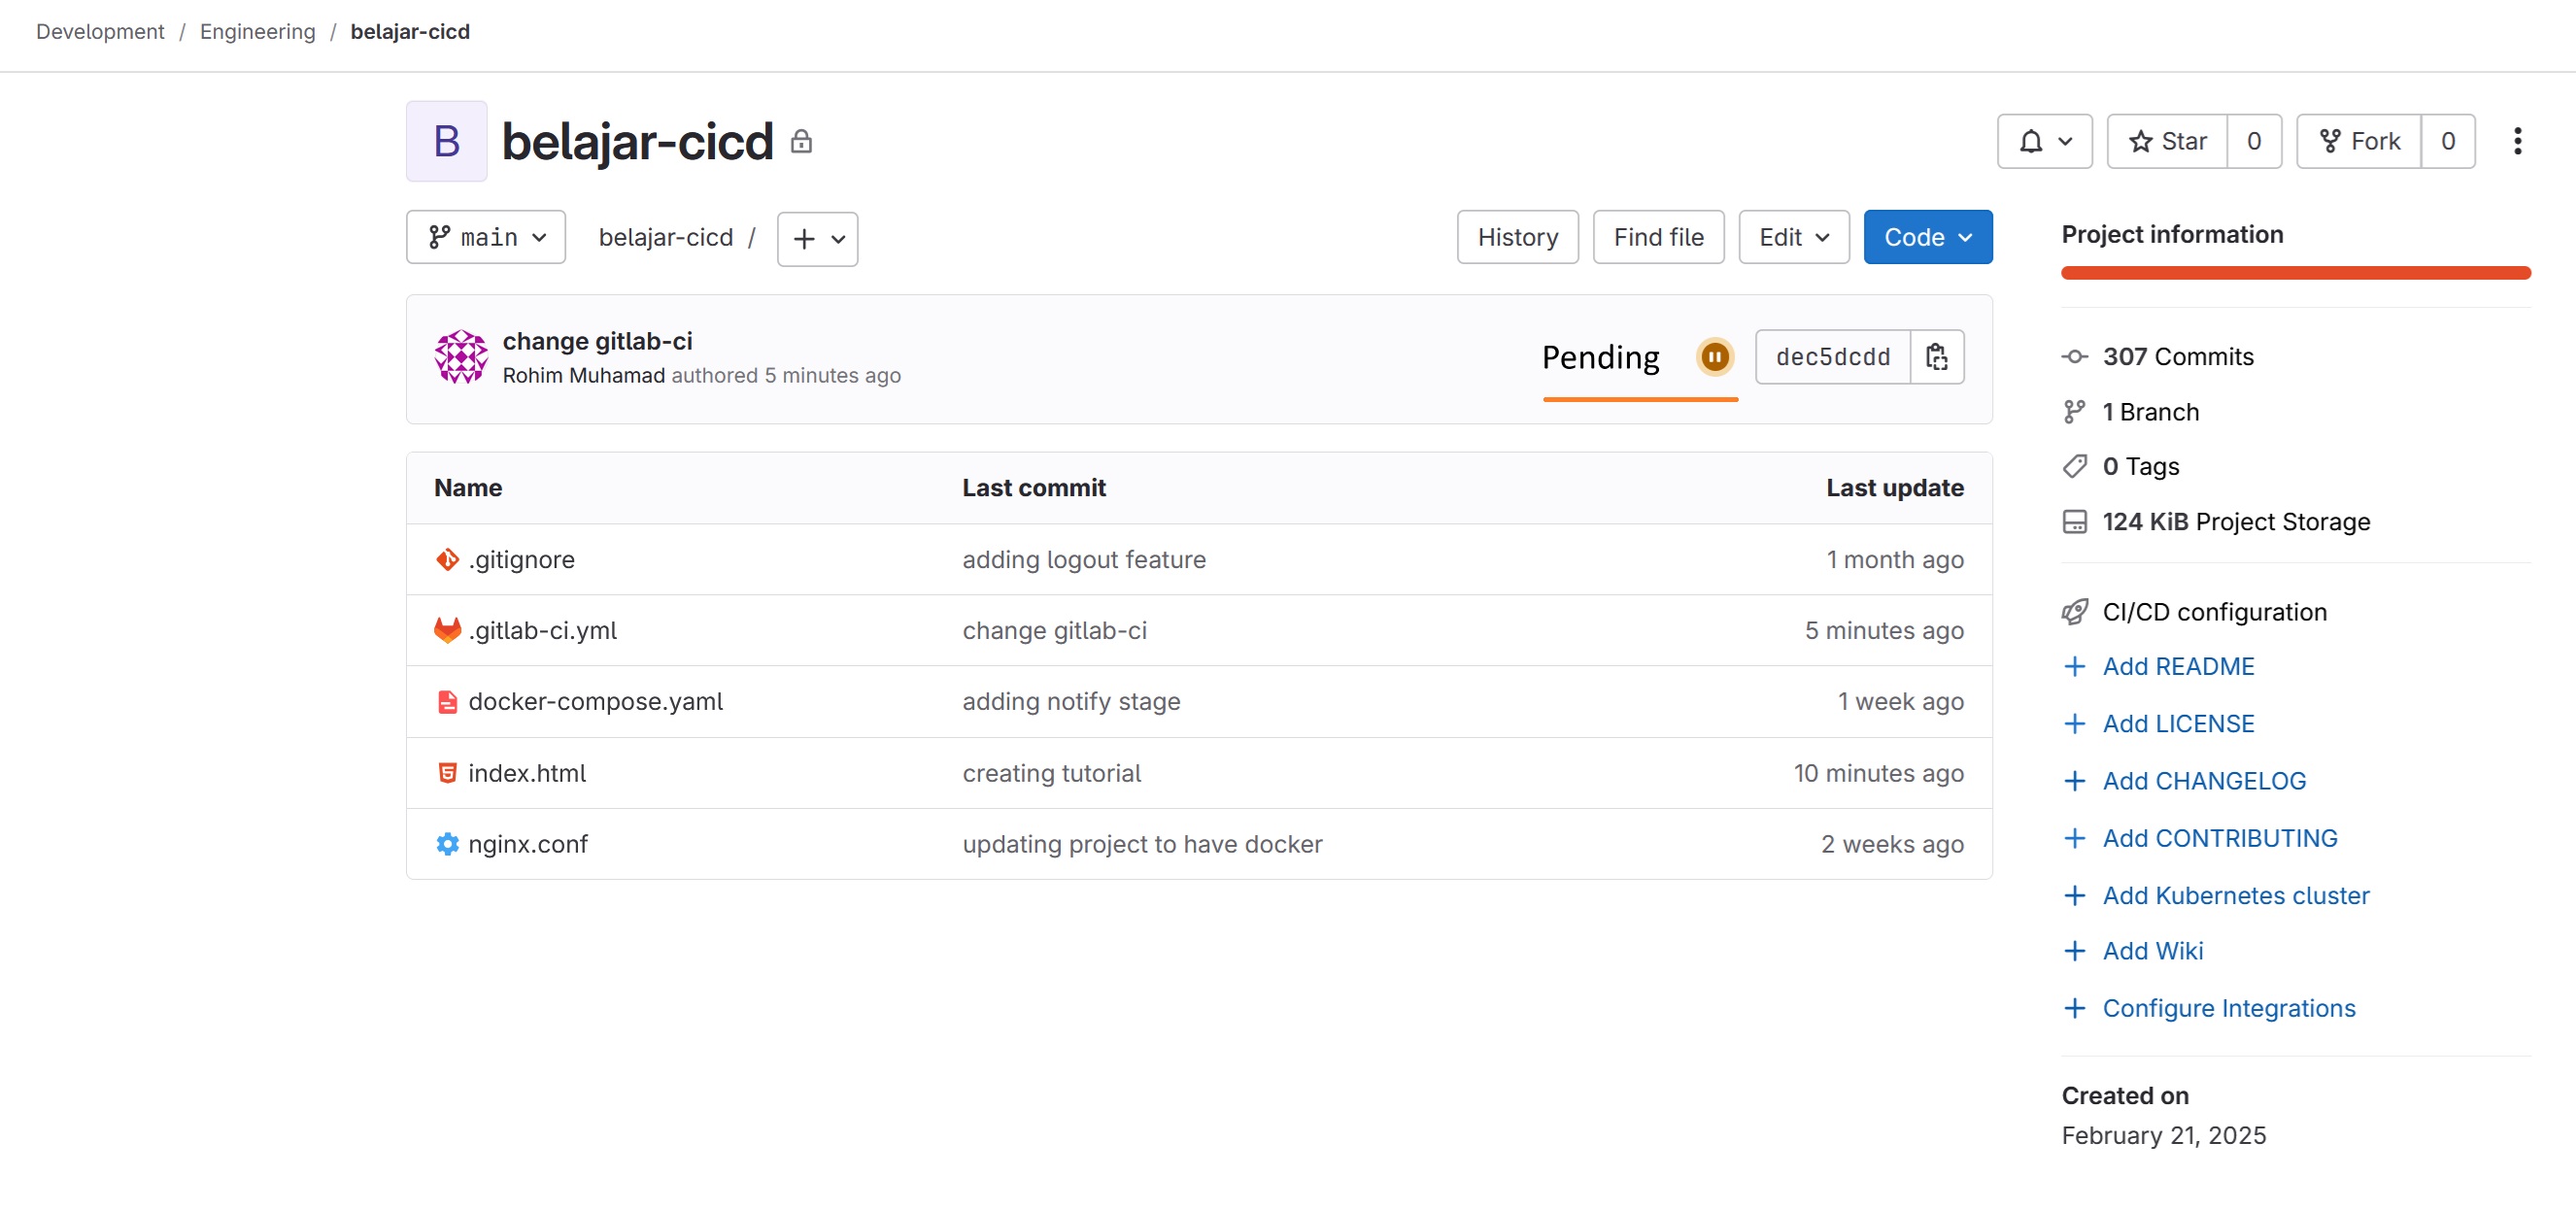 Development / Engineering / belajar-cicd
B belajar-cicd
Star 0 Fork 0
main belajar-cicd / History Find file Edit Code
change gitlab-ci
Rohim Muhamad authored 5 minutes ago
Pending dec5dcdd
Name Last commit Last update
.gitignore adding logout feature 1 month ago
.gitlab-ci.yml change gitlab-ci 5 minutes ago
docker-compose.yaml adding notify stage 1 week ago
index.html creating tutorial 10 minutes ago
nginx.conf updating project to have docker 2 weeks ago
Project information
307 Commits
1 Branch
0 Tags
124 KiB Project Storage
CI/CD configuration
Add README
Add LICENSE
Add CHANGELOG
Add CONTRIBUTING
Add Kubernetes cluster
Add Wiki
Configure Integrations
Created on
February 21, 2025